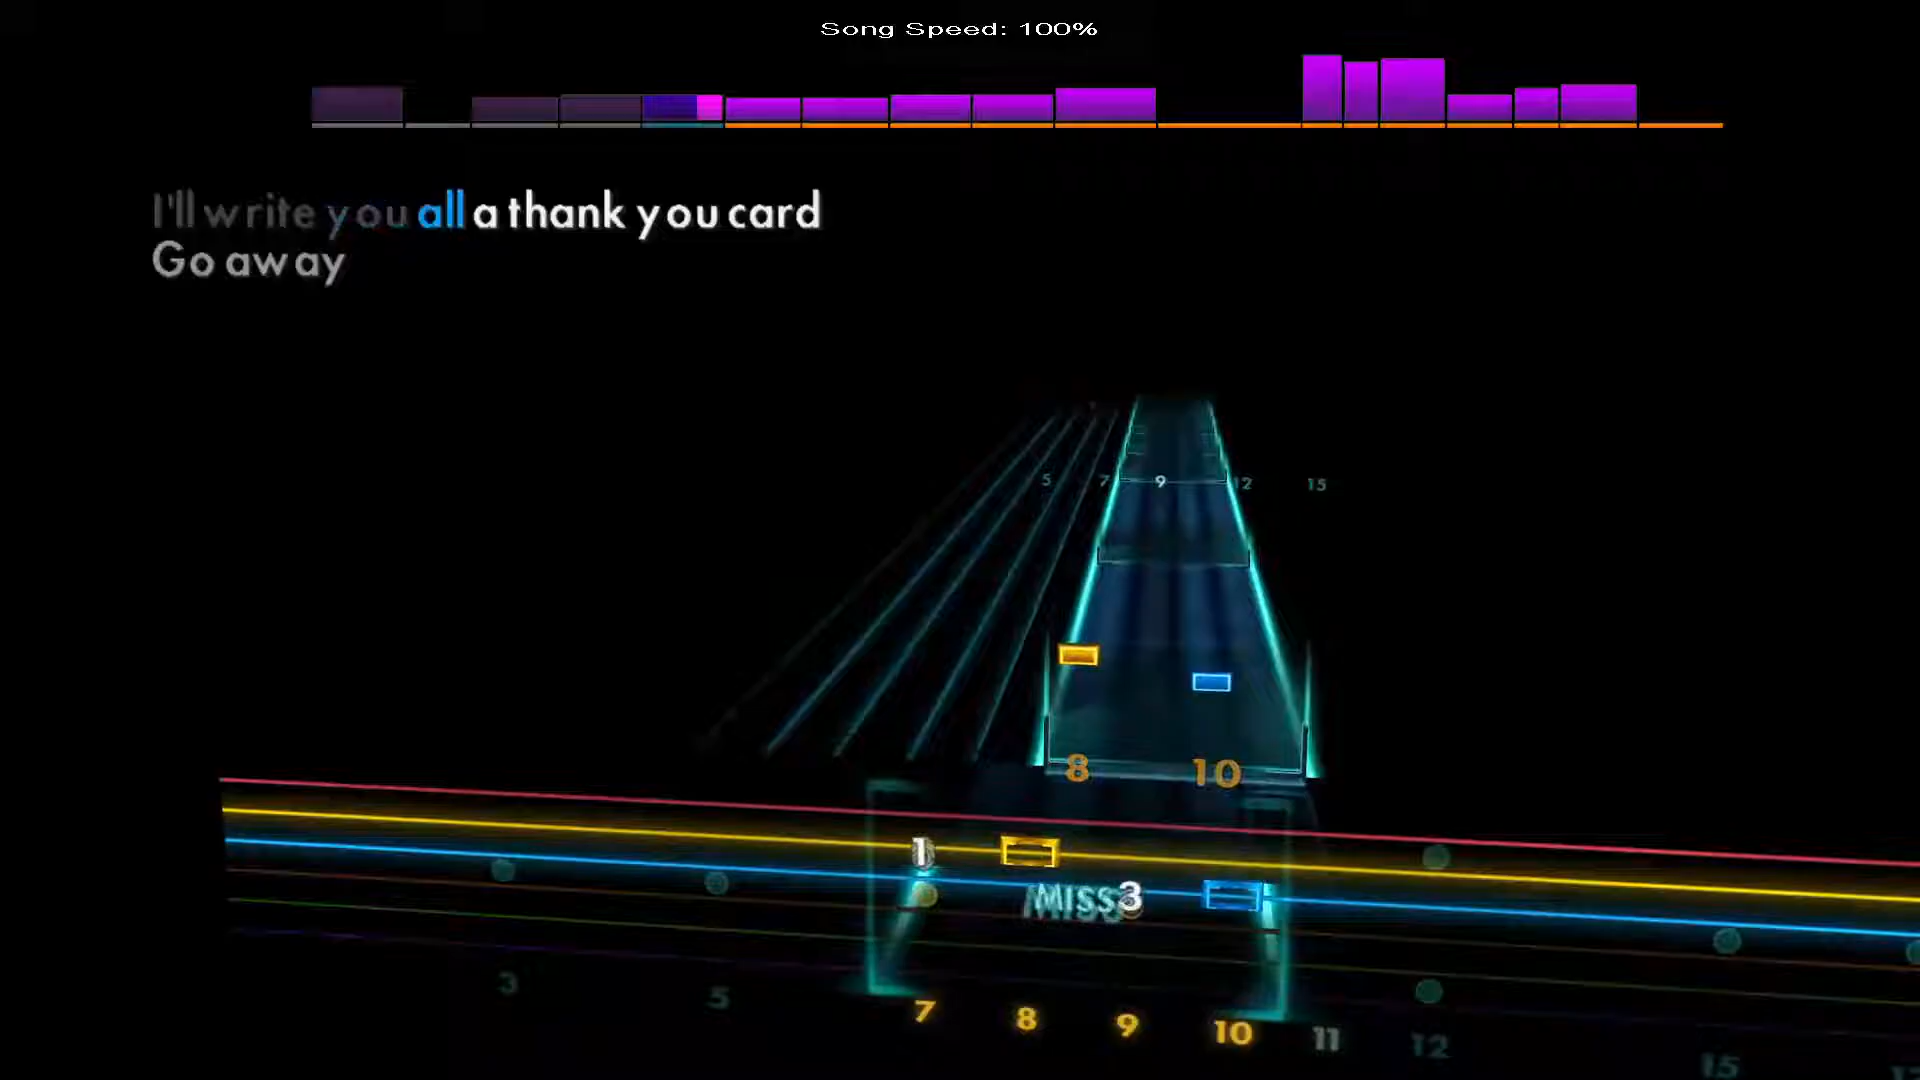 Song Speed: 100%
I'll write you all a thank you card
Go away
5 7 9 12 15
8 10
1
MISS 3
3 5 7 8 9 10 11 12 15